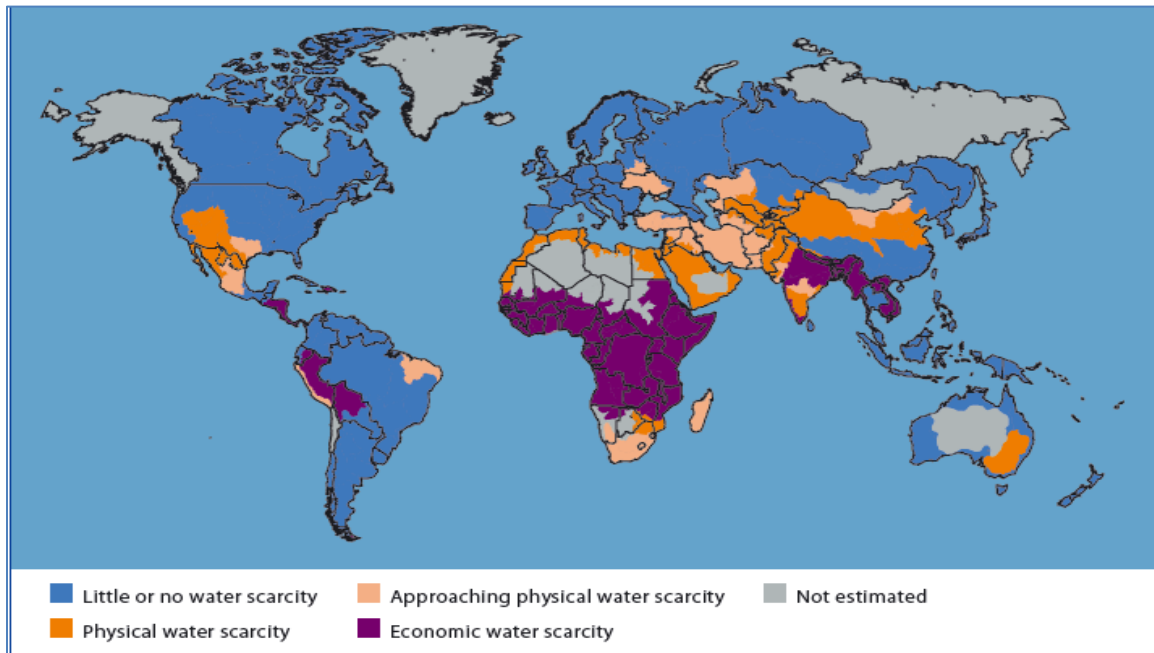 Little or no water scarcity
Approaching physical water scarcity
Not estimated
Physical water scarcity
Economic water scarcity